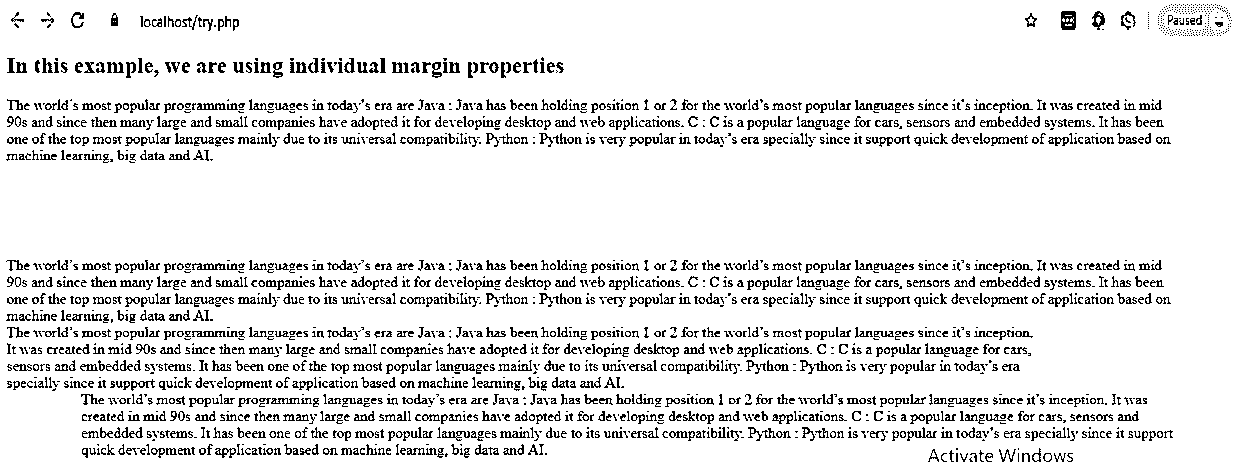 localhost/try.php
Paused
In this example, we are using individual margin properties
The world's most popular programming languages in today's era are Java : Java has been holding position 1 or 2 for the world's most popular languages since it's inception. It was created in mid
90s and since then many large and small companies have adopted it for developing desktop and web applications. C : C is a popular language for cars, sensors and embedded systems. It has been
one of the top most popular languages mainly due to its universal compatibility. Python : Python is very popular in today's era specially since it support quick development of application based on
machine learning, big data and AI.
The world's most popular programming languages in today's era are Java : Java has been holding position 1 or 2 for the world's most popular languages since it's inception. It was created in mid
90s and since then many large and small companies have adopted it for developing desktop and web applications. C : C is a popular language for cars, sensors and embedded systems. It has been
one of the top most popular languages mainly due to its universal compatibility. Python : Python is very popular in today's era specially since it support quick development of application based on
machine learning, big data and AI.
The world's most popular programming languages in today's era are Java : Java has been holding position 1 or 2 for the world's most popular languages since it's inception.
It was created in mid 90s and since then many large and small companies have adopted it for developing desktop and web applications. C : C is a popular language for cars,
sensors and embedded systems. It has been one of the top most popular languages mainly due to its universal compatibility. Python : Python is very popular in today's era
specially since it support quick development of application based on machine learning, big data and AI.
The world's most popular programming languages in today's era are Java : Java has been holding position 1 or 2 for the world's most popular languages since it's inception. It was
created in mid 90s and since then many large and small companies have adopted it for developing desktop and web applications. C : C is a popular language for cars, sensors and
embedded systems. It has been one of the top most popular languages mainly due to its universal compatibility. Python : Python is very popular in today's era specially since it support
quick development of application based on machine learning, big data and AI.
Activate Windows